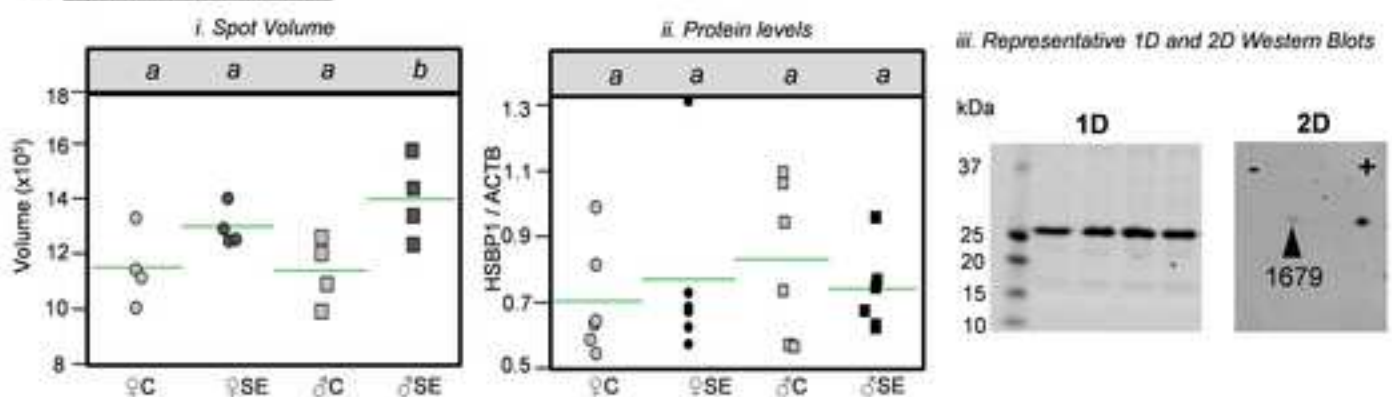 i. Spot Volume
a a a b
18
16
14
12
10
8
Volume (x10⁵)
♀C ♀SE ♂C ♂SE
ii. Protein levels
a a a a
1.3
1.1
0.9
0.7
0.5
HSBP1 / ACTB
♀C ♀SE ♂C ♂SE
iii. Representative 1D and 2D Western Blots
kDa
1D 2D
37
25
20
15
10
- +
1679